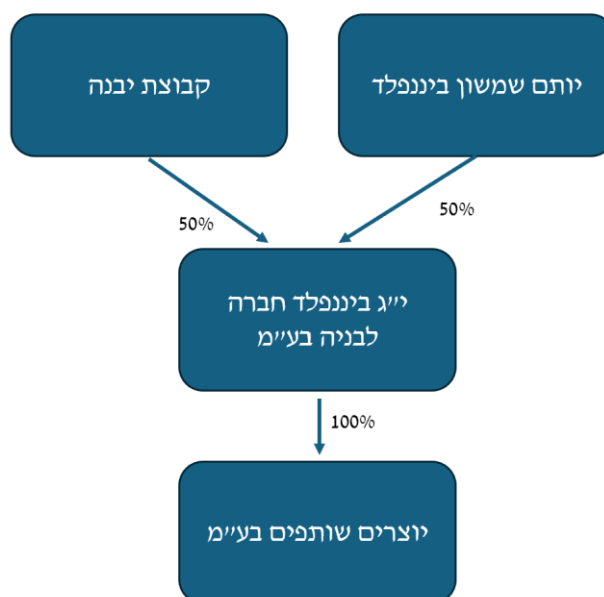 יותם שמשון ביננפלד
קבוצת יבנה
50%
50%
י״ג ביננפלד חברה
לבניה בע״מ
100%
יוצרים שותפים בע״מ